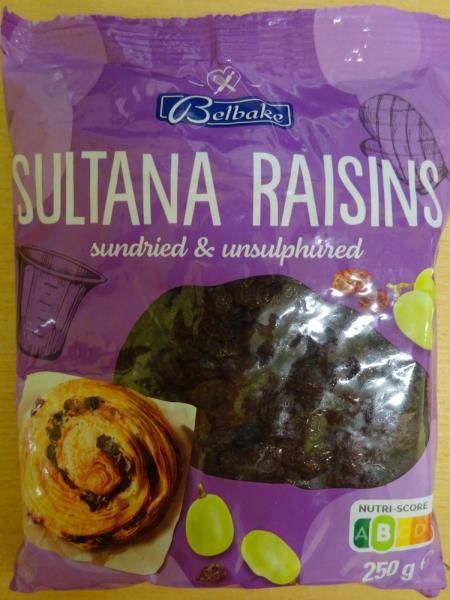 Belbake
SULTANA RAISINS
sundried & unsulphured
NUTRI-SCORE
A B C D
250 g